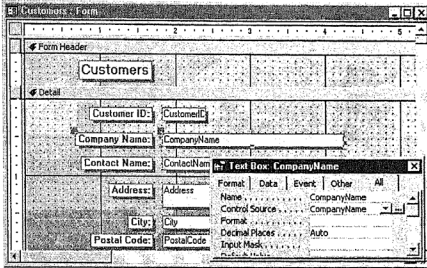 Customers : Form
1 2 3 4 5
Form Header
Customers
Detail
Customer ID: CustomerID
Company Name: CompanyName
Contact Name: ContactNam
Address: Address
City: City
Postal Code: PostalCode
Text Box: CompanyName
Format Data Event Other All
Name CompanyName
Control Source CompanyName
Format
Decimal Places Auto
Input Mask